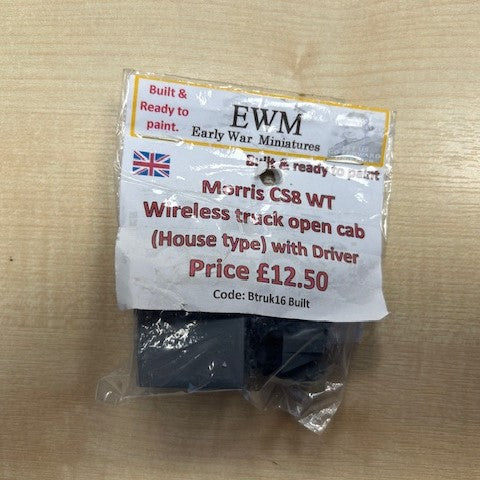 Built &
Ready to
paint.
EWM
Early War Miniatures
Built & ready to paint
Morris CS8 WT
Wireless truck open cab
(House type) with Driver
Price £12.50
Code: Btruk16 Built